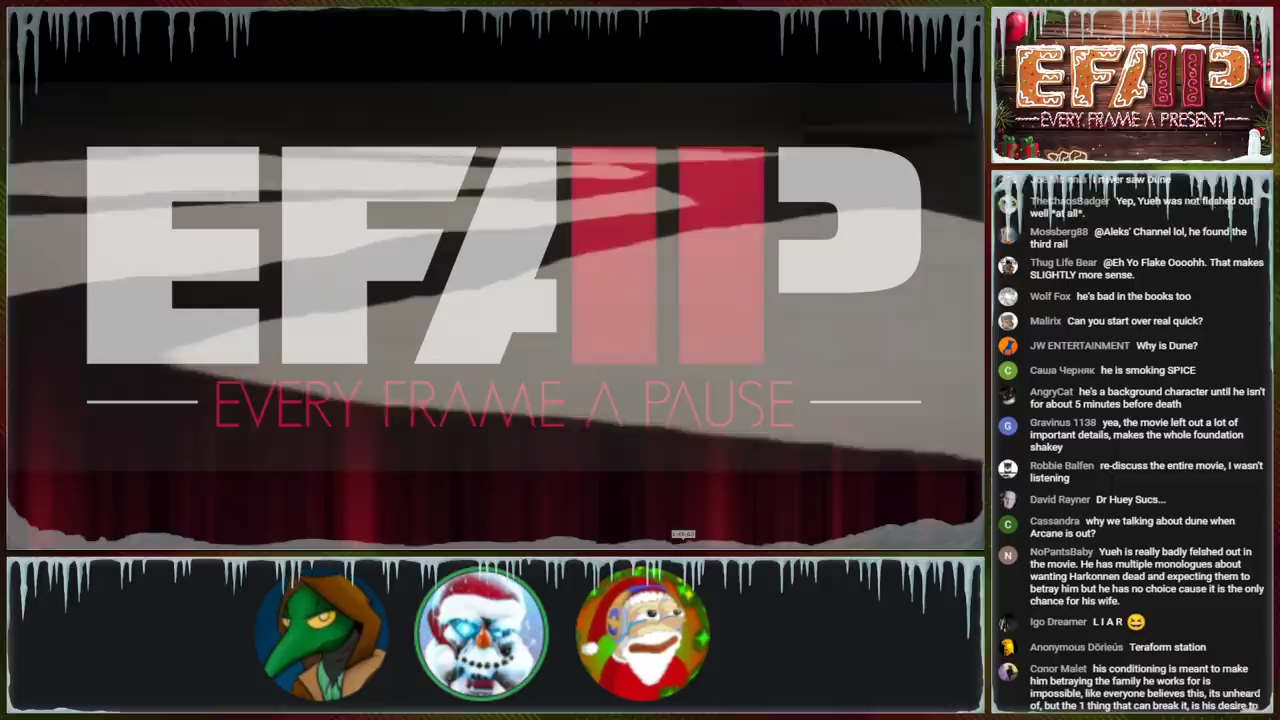 EFAP
EVERY FRAME A PAUSE
EFAP
EVERY FRAME A PRESENT
I never saw Dune
TheChaosBadger Yep, Yueh was not fleshed out
well *at all*.
Mossberg88 @Aleks' Channel lol, he found the
third rail
Thug Life Bear @Eh Yo Flake Ooohh. That makes
SLIGHTLY more sense.
Wolf Fox he's bad in the books too
Malirix Can you start over real quick?
JW ENTERTAINMENT Why is Dune?
Саша Черняк he is smoking SPICE
AngryCat he's a background character until he isn't
for about 5 minutes before death
Gravinus 1138 yea, the movie left out a lot of
important details, makes the whole foundation
shakey
Robbie Balfen re-discuss the entire movie, I wasn't
listening
David Rayner Dr Huey Sucs...
Cassandra why we talking about dune when
Arcane is out?
NoPantsBaby Yueh is really badly felshed out in
the movie. He has multiple monologues about
wanting Harkonnen dead and expecting them to
betray him but he has no choice cause it is the only
chance for his wife.
Igo Dreamer L I A R 😆
Anonymous Dōrieús Teraform station
Conor Malet his conditioning is meant to make
him betraying the family he works for is
impossible, like everyone believes this, its unheard
of, but the 1 thing that can break it, is his desire to